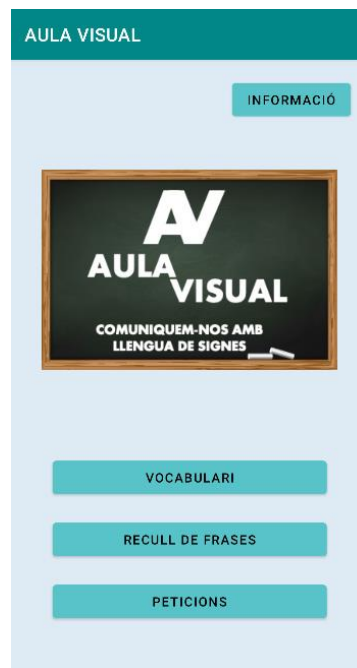 AULA VISUAL
INFORMACIÓ
AV
AULA
VISUAL
COMUNIQUEM-NOS AMB
LLENGUA DE SIGNES
VOCABULARI
RECULL DE FRASES
PETICIONS